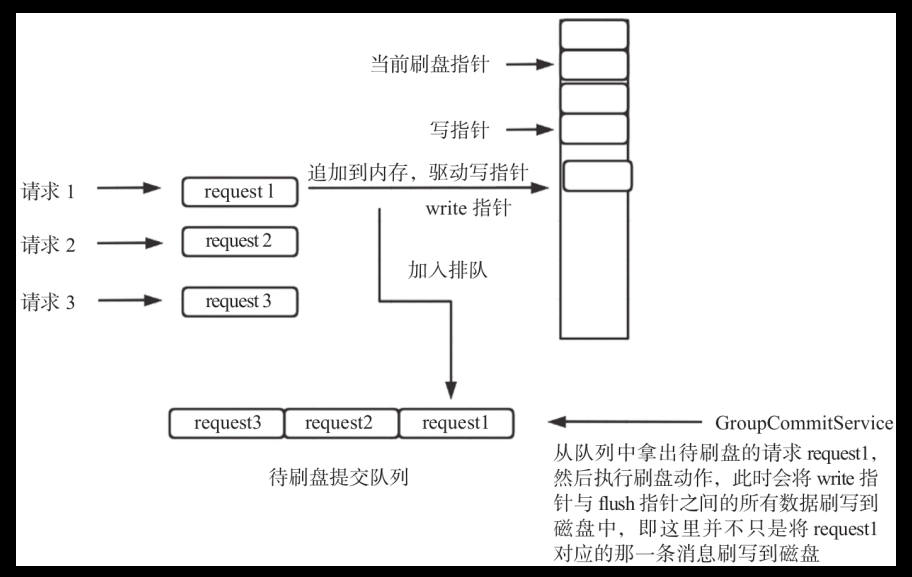 当前刷盘指针
写指针
追加到内存，驱动写指针
请求 1
request 1
write 指针
请求 2
request 2
加入排队
请求 3
request 3
request3
request2
request1
GroupCommitService
待刷盘提交队列
从队列中拿出待刷盘的请求 request1，
然后执行刷盘动作，此时会将 write 指
针与 flush 指针之间的所有数据刷写到
磁盘中，即这里并不只是将 request1
对应的那一条消息刷写到磁盘